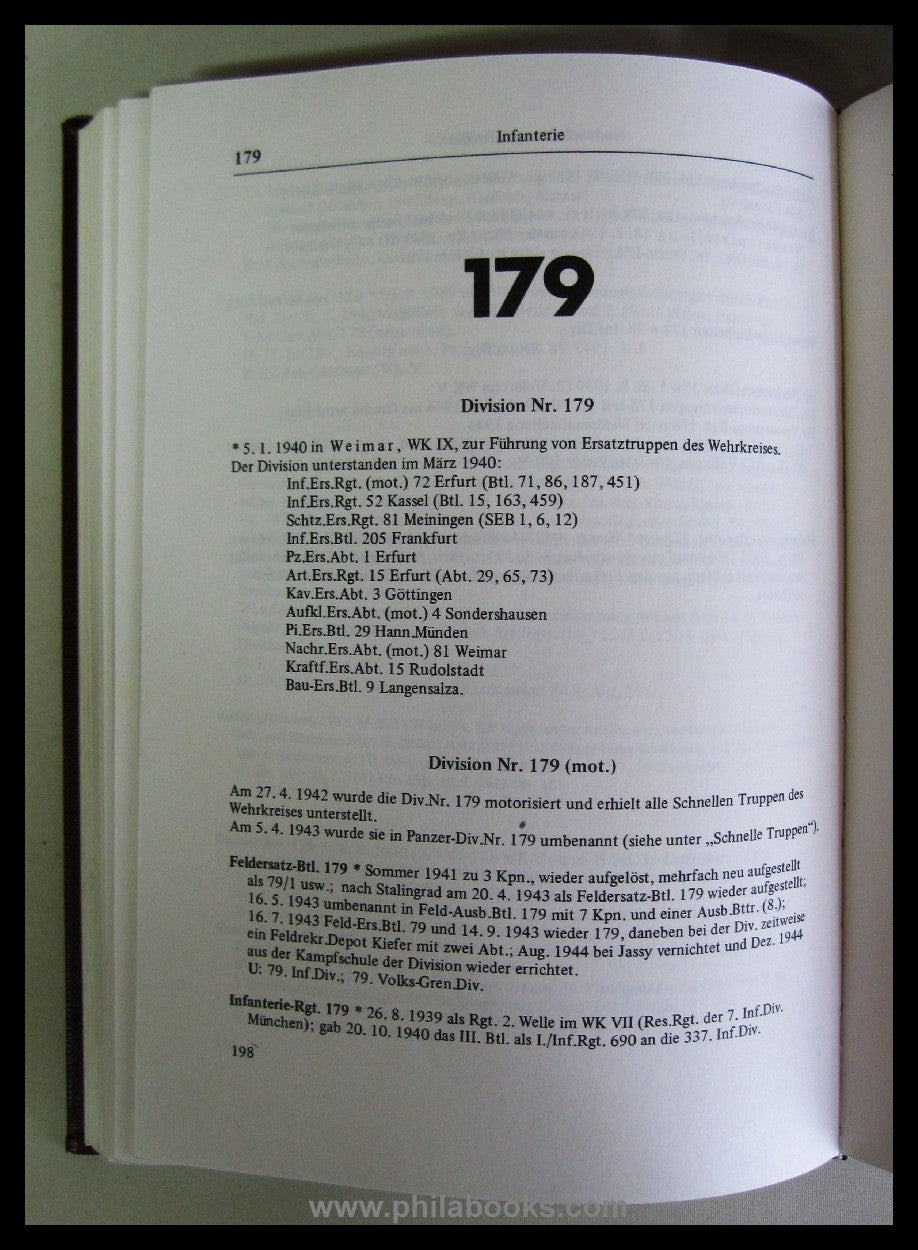 Infanterie
179
179
Division Nr. 179
* 5. 1. 1940 in Weimar, WK IX, zur Führung von Ersatztruppen des Wehrkreises.
Der Division unterstanden im März 1940:
Inf.Ers.Rgt. (mot.) 72 Erfurt (Btl. 71, 86, 187, 451)
Inf.Ers.Rgt. 52 Kassel (Btl. 15, 163, 459)
Schtz.Ers.Rgt. 81 Meiningen (SEB 1, 6, 12)
Inf.Ers.Btl. 205 Frankfurt
Pz.Ers.Abt. 1 Erfurt
Art.Ers.Rgt. 15 Erfurt (Abt. 29, 65, 73)
Kav.Ers.Abt. 3 Göttingen
Aufkl.Ers.Abt. (mot.) 4 Sondershausen
Pi.Ers.Btl. 29 Hann.Münden
Nachr.Ers.Abt. (mot.) 81 Weimar
Kraftf.Ers.Abt. 15 Rudolstadt
Bau-Ers.Btl. 9 Langensalza.
Division Nr. 179 (mot.)
Am 27. 4. 1942 wurde die Div.Nr. 179 motorisiert und erhielt alle Schnellen Truppen des
Wehrkreises unterstellt.
Am 5. 4. 1943 wurde sie in Panzer-Div.Nr. 179 umbenannt (siehe unter „Schnelle Truppen“).
Feldersatz-Btl. 179 * Sommer 1941 zu 3 Kpn., wieder aufgelöst, mehrfach neu aufgestellt
als 79/1 usw.; nach Stalingrad am 20. 4. 1943 als Feldersatz-Btl. 179 wieder aufgestellt;
16. 5. 1943 umbenannt in Feld-Ausb.Btl. 179 mit 7 Kpn. und einer Ausb.Bttr. (8.);
16. 7. 1943 Feld-Ers.Btl. 79 und 14. 9. 1943 wieder 179, daneben bei der Div. zeitweise
ein Feldrekr.Depot Kiefer mit zwei Abt.; Aug. 1944 bei Jassy vernichtet und Dez. 1944
aus der Kampfschule der Division wieder errichtet.
U: 79. Inf.Div.; 79. Volks-Gren.Div.
Infanterie-Rgt. 179 * 26. 8. 1939 als Rgt. 2. Welle im WK VII (Res.Rgt. der 7. Inf.Div.
München); gab 20. 10. 1940 das III. Btl. als I./Inf.Rgt. 690 an die 337. Inf.Div.
198
www.philabooks.com